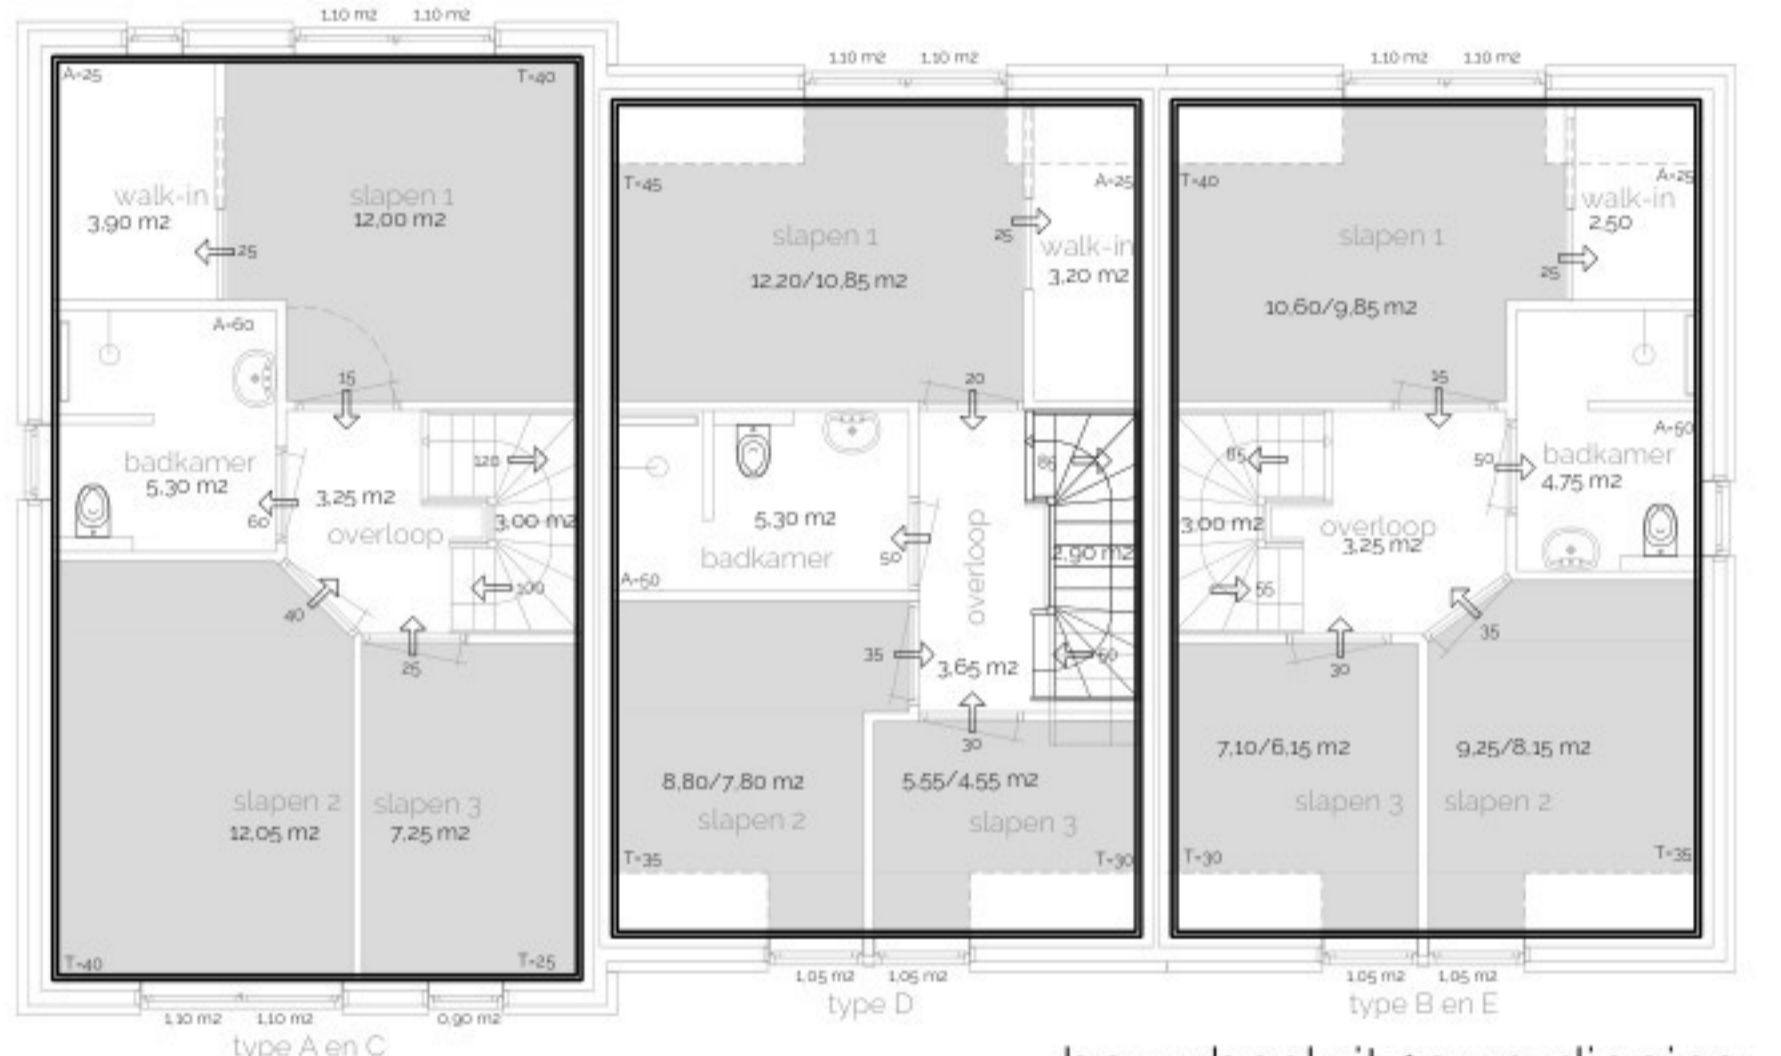 1,10 m2 1,10 m2
A=25
T=40
walk-in
3,90 m2
slapen 1
12,00 m2
25
A=60
15
badkamer
5,30 m2
60
3,25 m2
overloop
120
3,00 m2
100
40
25
slapen 2
12,05 m2
slapen 3
7,25 m2
T=40
T=25
1,10 m2 1,10 m2
0,90 m2
type A en C
1,10 m2 1,10 m2
T=45
A=25
slapen 1
12,20/10,85 m2
25
walk-in
3,20 m2
20
85
5,30 m2
badkamer
50
A=50
overloop
2,90 m2
35
3,65 m2
60
30
8,80/7,80 m2
slapen 2
5,55/4,55 m2
slapen 3
T=35
T=30
1,05 m2 1,05 m2
type D
1,10 m2 1,10 m2
T=40
A=25
slapen 1
walk-in
2,50
25
10,60/9,85 m2
15
A=50
85
50
badkamer
4,75 m2
3,00 m2
overloop
3,25 m2
55
35
30
7,10/6,15 m2
slapen 3
9,25/8,15 m2
slapen 2
T=30
T=35
1,05 m2 1,05 m2
type B en E